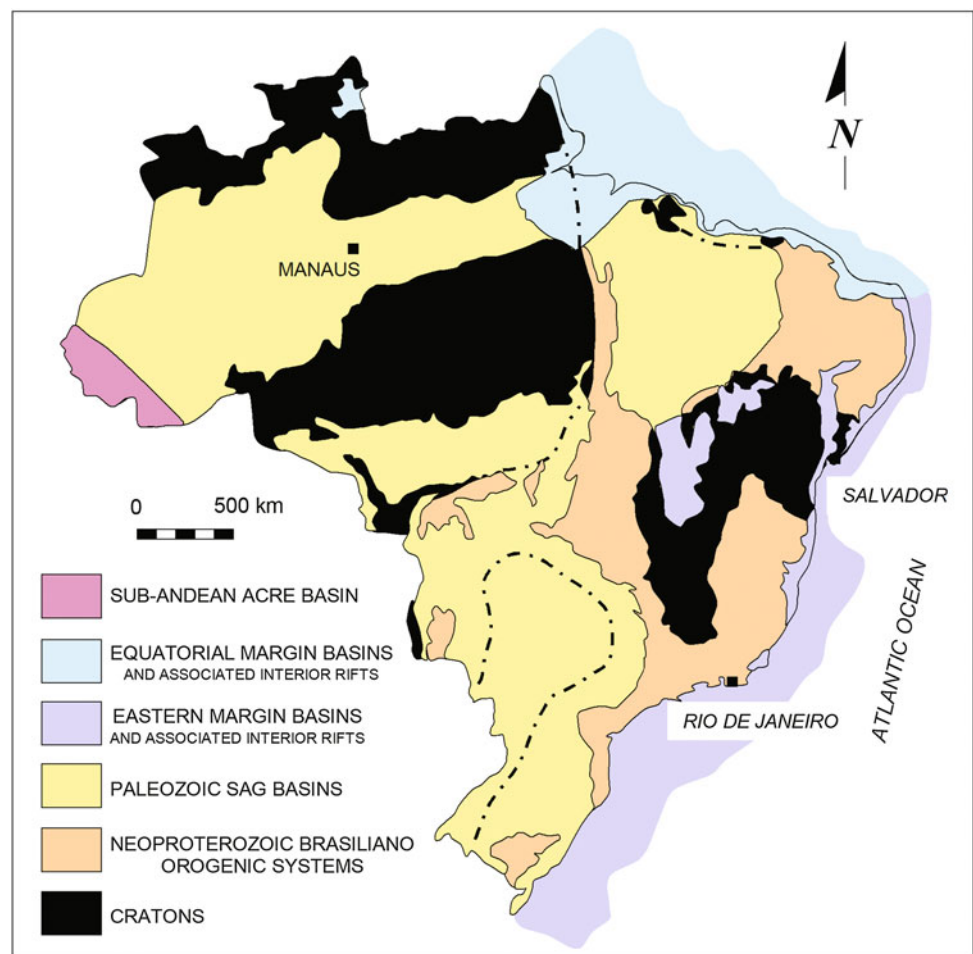 N
MANAUS
0 500 km
SALVADOR
ATLANTIC OCEAN
RIO DE JANEIRO
SUB-ANDEAN ACRE BASIN
EQUATORIAL MARGIN BASINS
AND ASSOCIATED INTERIOR RIFTS
EASTERN MARGIN BASINS
AND ASSOCIATED INTERIOR RIFTS
PALEOZOIC SAG BASINS
NEOPROTEROZOIC BRASILIANO
OROGENIC SYSTEMS
CRATONS